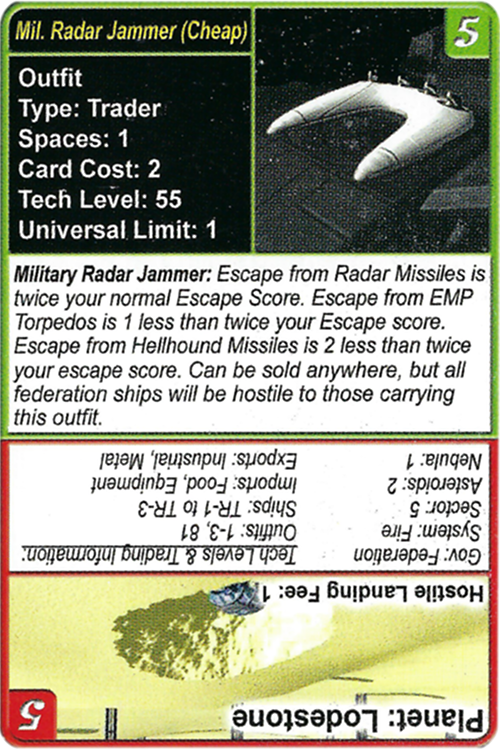 Mil. Radar Jammer (Cheap)
5
Outfit
Type: Trader
Spaces: 1
Card Cost: 2
Tech Level: 55
Universal Limit: 1
Military Radar Jammer: Escape from Radar Missiles is
twice your normal Escape Score. Escape from EMP
Torpedos is 1 less than twice your Escape score.
Escape from Hellhound Missiles is 2 less than twice
your escape score. Can be sold anywhere, but all
federation ships will be hostile to those carrying
this outfit.
Planet: Lodestone
5
Hostile Landing Fee: 1
Gov: Federation
System: Fire
Sector: 5
Asteroids: 2
Nebula: 1
Tech Levels & Trading Information:
Outfits: 1-3, 81
Ships: TR-1 to TR-3
Imports: Food, Equipment
Exports: Industrial, Metal